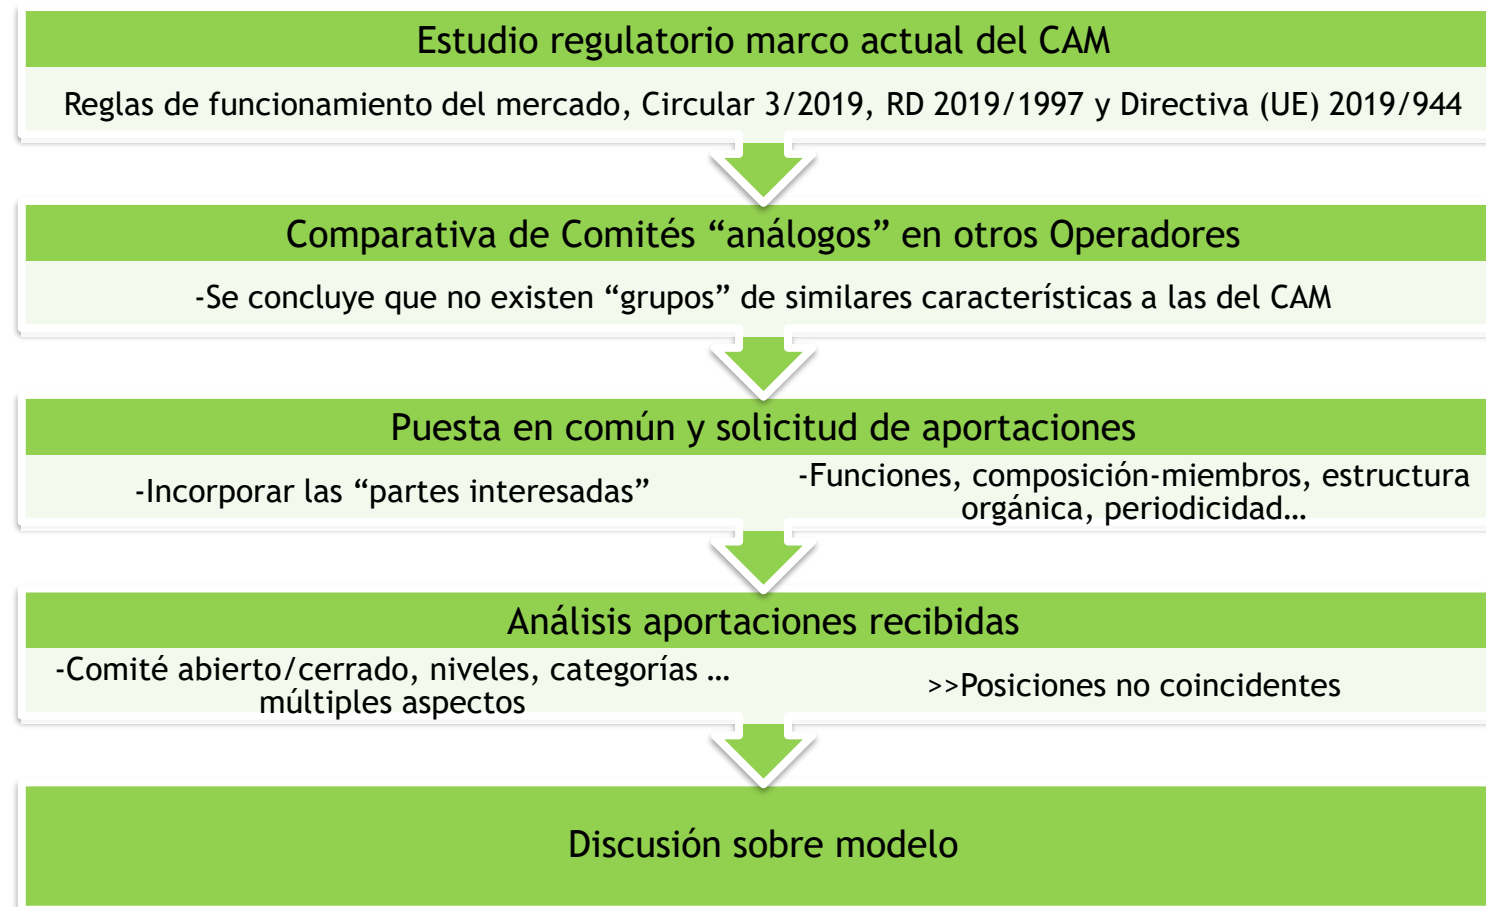 Estudio regulatorio marco actual del CAM
Reglas de funcionamiento del mercado, Circular 3/2019, RD 2019/1997 y Directiva (UE) 2019/944
Comparativa de Comités “análogos” en otros Operadores
-Se concluye que no existen “grupos” de similares características a las del CAM
Puesta en común y solicitud de aportaciones
-Incorporar las “partes interesadas”
-Funciones, composición-miembros, estructura
orgánica, periodicidad…
Análisis aportaciones recibidas
-Comité abierto/cerrado, niveles, categorías …
múltiples aspectos
>>Posiciones no coincidentes
Discusión sobre modelo